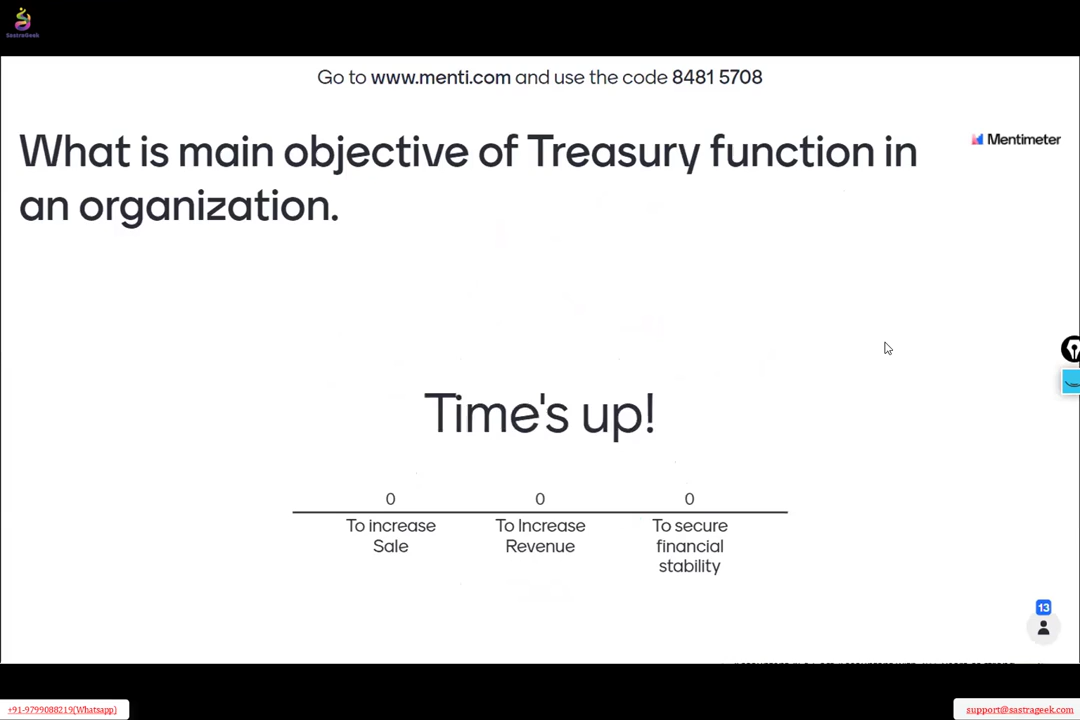 SastraGeek
Go to www.menti.com and use the code 8481 5708
What is main objective of Treasury function in
an organization.
Mentimeter
Time's up!
0 0 0
To increase To Increase To secure
Sale Revenue financial
stability
13
+91-9799088219(Whatsapp) support@sastrageek.com